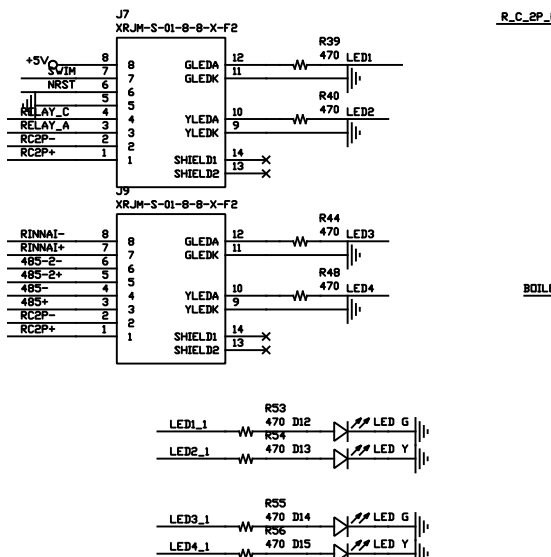 J7
XRJM-S-01-8-8-X-F2
R_C_2P_
R39
470 LED1
+5V 8 8 GLEDA 12
SWIM 7 7 GLEDK 11
NRST 6 6
5 5
R40
470 LED2
RELAY_C 4 4 YLEDA 10
RELAY_A 3 3 YLEDK 9
RC2P- 2 2
RC2P+ 1 1 SHIELD1 14
SHIELD2 13
J9
XRJM-S-01-8-8-X-F2
R44
470 LED3
RINNAI- 8 8 GLEDA 12
RINNAI+ 7 7 GLEDK 11
485-2- 6 6
485-2+ 5 5
R48
470 LED4
485- 4 4 YLEDA 10
485+ 3 3 YLEDK 9
RC2P- 2 2
RC2P+ 1 1 SHIELD1 14
SHIELD2 13
R53
LED1_1 470 D12 LED G
R54
LED2_1 470 D13 LED Y
R55
LED3_1 470 D14 LED G
R56
LED4_1 470 D15 LED Y